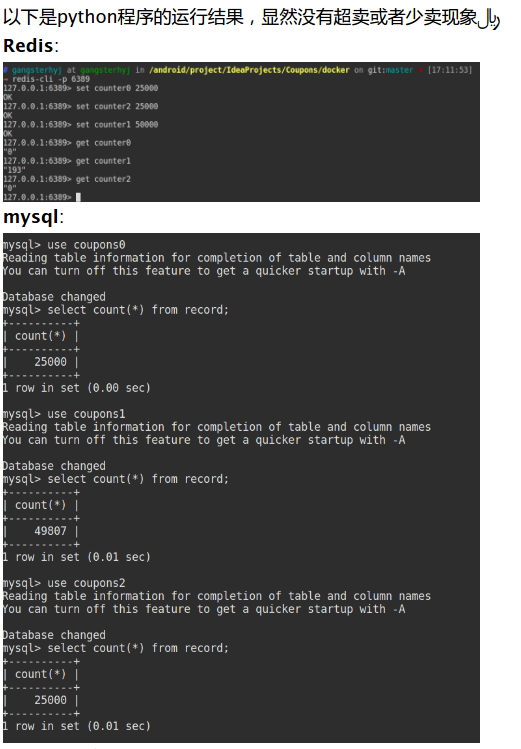 以下是python程序的运行结果，显然没有超卖或者少卖现象
Redis:
# gangsterhyj at gangsterhyj in /android/project/IdeaProjects/Coupons/docker on git:master [17:11:53]
→ redis-cli -p 6389
127.0.0.1:6389> set counter0 25000
OK
127.0.0.1:6389> set counter2 25000
OK
127.0.0.1:6389> set counter1 50000
OK
127.0.0.1:6389> get counter0
"0"
127.0.0.1:6389> get counter1
"193"
127.0.0.1:6389> get counter2
"0"
127.0.0.1:6389>
mysql:
mysql> use coupons0
Reading table information for completion of table and column names
You can turn off this feature to get a quicker startup with -A
Database changed
mysql> select count(*) from record;
+----------+
| count(*) |
+----------+
|    25000 |
+----------+
1 row in set (0.00 sec)
mysql> use coupons1
Reading table information for completion of table and column names
You can turn off this feature to get a quicker startup with -A
Database changed
mysql> select count(*) from record;
+----------+
| count(*) |
+----------+
|    49807 |
+----------+
1 row in set (0.01 sec)
mysql> use coupons2
Reading table information for completion of table and column names
You can turn off this feature to get a quicker startup with -A
Database changed
mysql> select count(*) from record;
+----------+
| count(*) |
+----------+
|    25000 |
+----------+
1 row in set (0.01 sec)